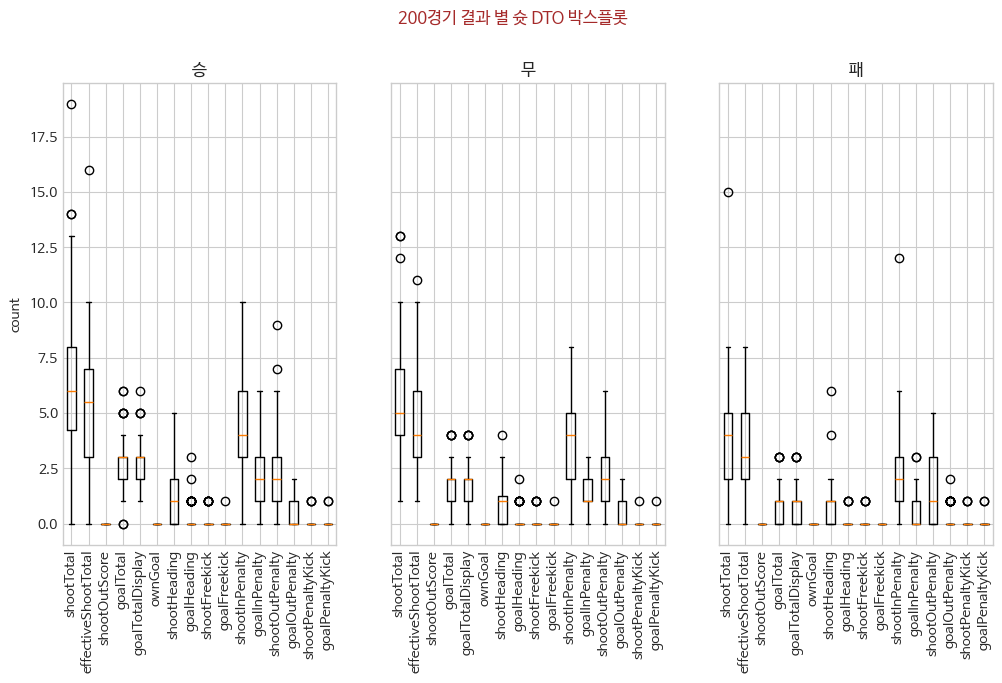 200경기 결과 별 슛 DTO 박스플롯
승
무
패
count
17.5
15.0
12.5
10.0
7.5
5.0
2.5
0.0
shootTotal
effectiveShootTotal
shootOutScore
goalTotal
goalTotalDisplay
ownGoal
shootHeading
goalHeading
shootFreekick
goalFreekick
shootInPenalty
goalInPenalty
shootOutPenalty
goalOutPenalty
shootPenaltyKick
goalPenaltyKick
shootTotal
effectiveShootTotal
shootOutScore
goalTotal
goalTotalDisplay
ownGoal
shootHeading
goalHeading
shootFreekick
goalFreekick
shootInPenalty
goalInPenalty
shootOutPenalty
goalOutPenalty
shootPenaltyKick
goalPenaltyKick
shootTotal
effectiveShootTotal
shootOutScore
goalTotal
goalTotalDisplay
ownGoal
shootHeading
goalHeading
shootFreekick
goalFreekick
shootInPenalty
goalInPenalty
shootOutPenalty
goalOutPenalty
shootPenaltyKick
goalPenaltyKick